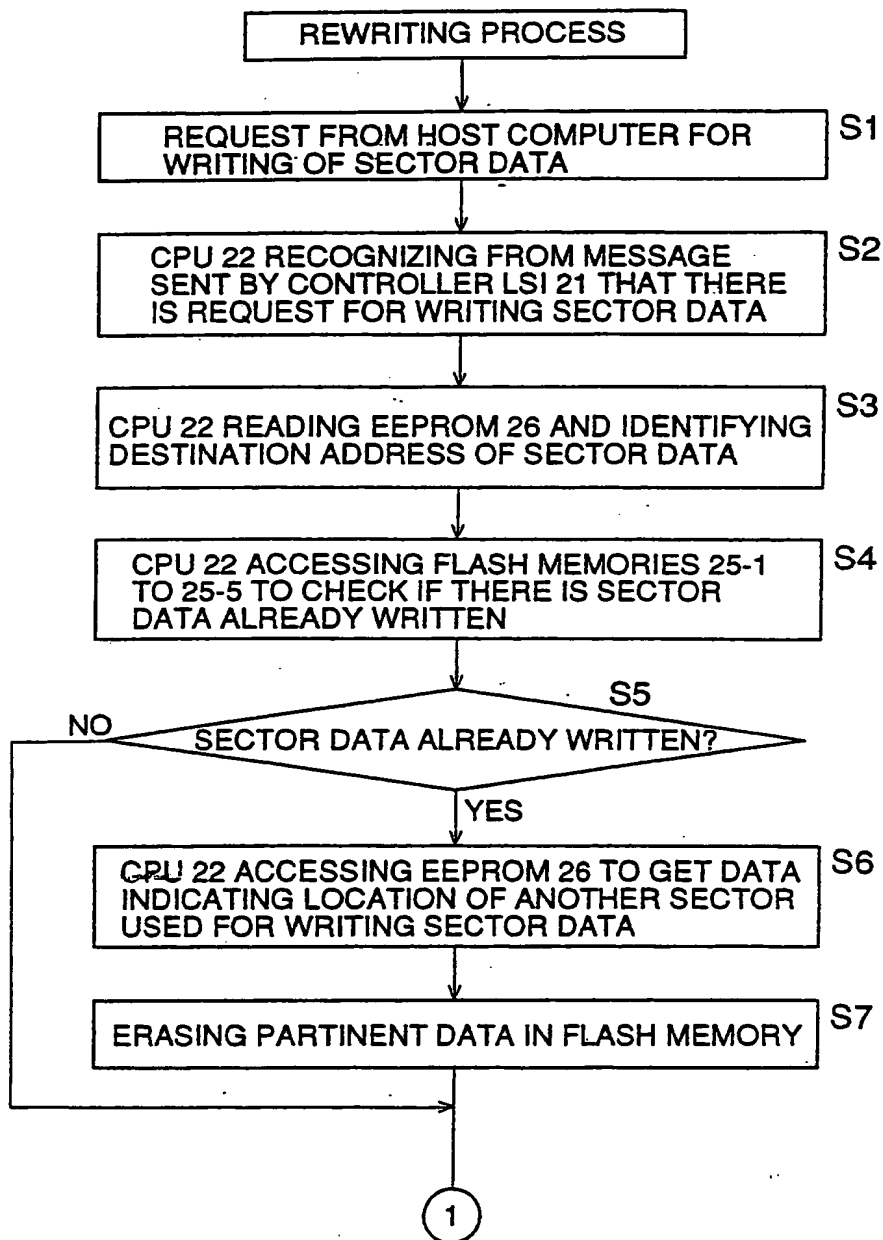 REWRITING PROCESS
REQUEST FROM HOST COMPUTER FOR
WRITING OF SECTOR DATA
S1
CPU 22 RECOGNIZING FROM MESSAGE
SENT BY CONTROLLER LSI 21 THAT THERE
IS REQUEST FOR WRITING SECTOR DATA
S2
CPU 22 READING EEPROM 26 AND IDENTIFYING
DESTINATION ADDRESS OF SECTOR DATA
S3
CPU 22 ACCESSING FLASH MEMORIES 25-1
TO 25-5 TO CHECK IF THERE IS SECTOR
DATA ALREADY WRITTEN
S4
S5
NO
SECTOR DATA ALREADY WRITTEN?
YES
CPU 22 ACCESSING EEPROM 26 TO GET DATA
INDICATING LOCATION OF ANOTHER SECTOR
USED FOR WRITING SECTOR DATA
S6
ERASING PARTINENT DATA IN FLASH MEMORY
S7
1